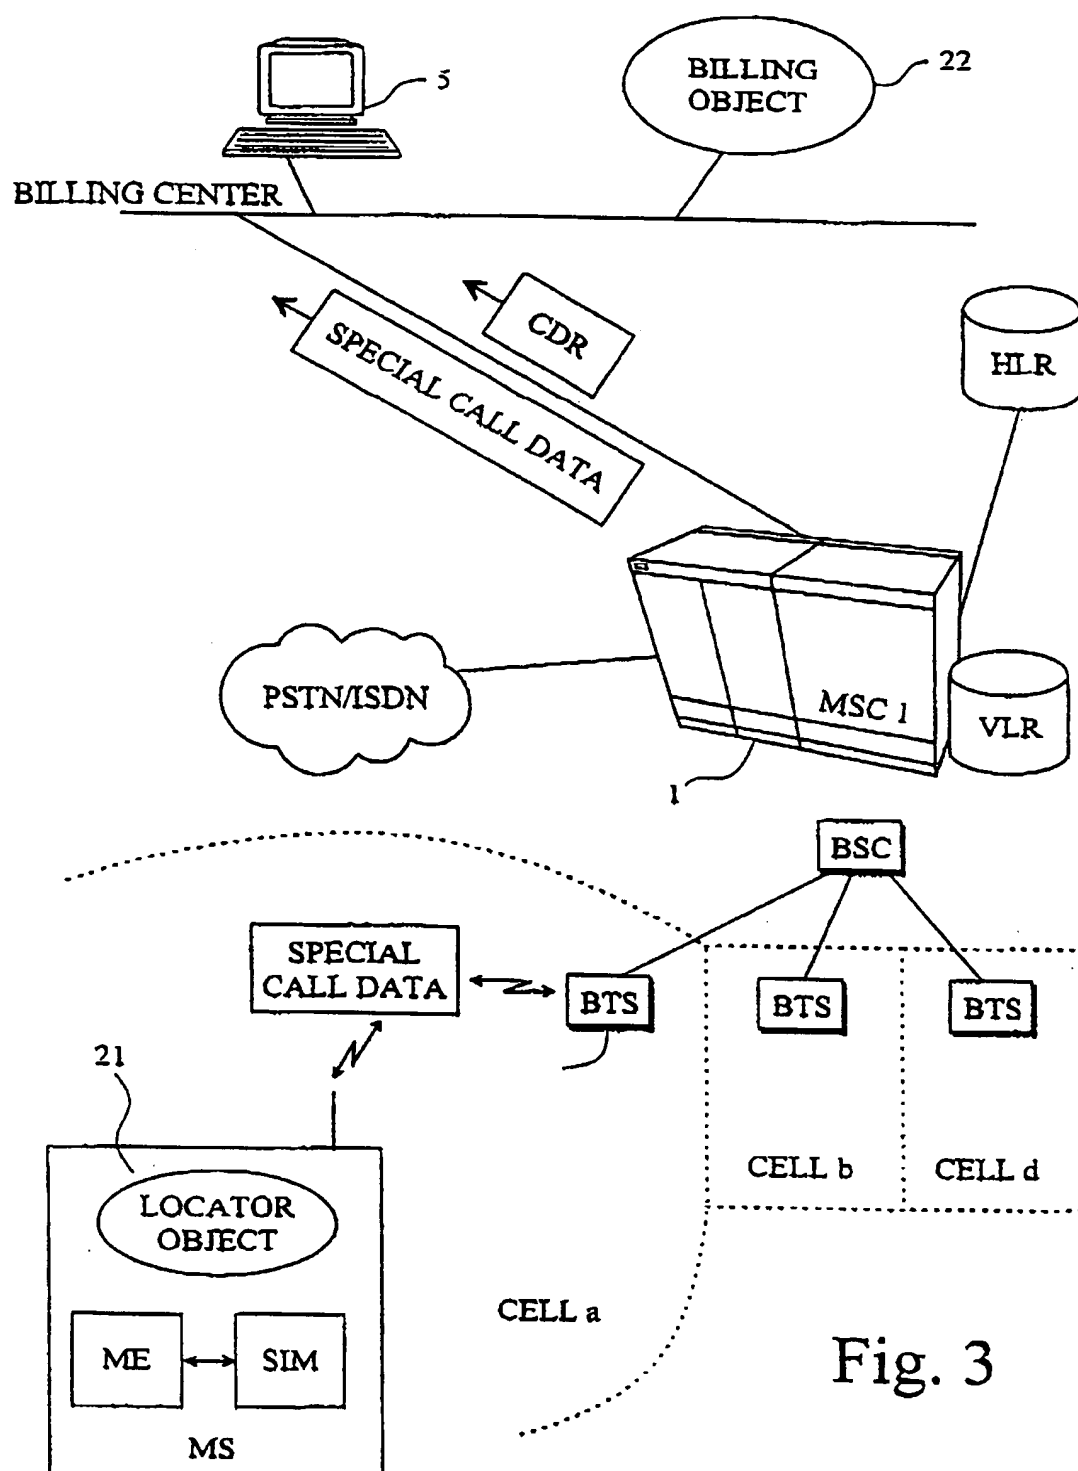 5
BILLING
OBJECT
22
BILLING CENTER
CDR
SPECIAL CALL DATA
HLR
PSTN/ISDN
MSC 1
VLR
1
BSC
SPECIAL
CALL DATA
BTS
BTS
BTS
21
LOCATOR
OBJECT
CELL b
CELL d
CELL a
ME
SIM
MS
Fig. 3